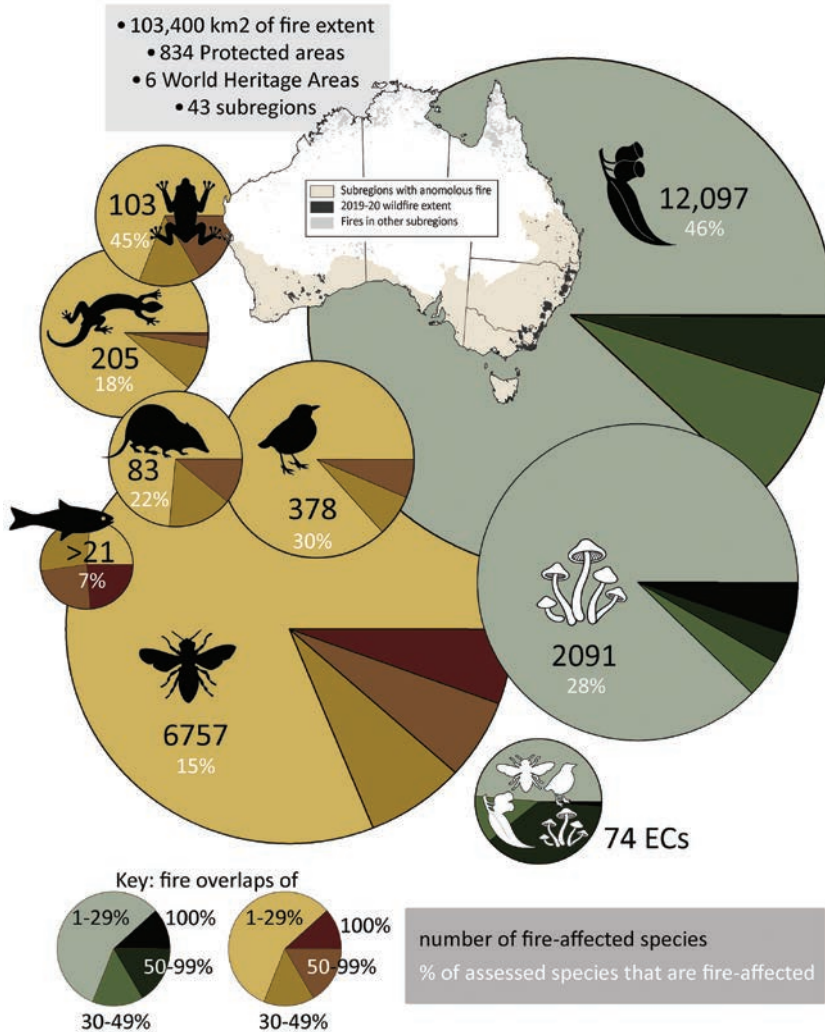 • 103,400 km2 of fire extent
• 834 Protected areas
• 6 World Heritage Areas
• 43 subregions
Subregions with anomolous fire
2019-20 wildfire extent
Fires in other subregions
12,097
46%
103
45%
205
18%
83
22%
378
30%
>21
7%
2091
28%
6757
15%
74 ECs
Key: fire overlaps of
1-29%
100%
50-99%
30-49%
1-29%
100%
50-99%
30-49%
number of fire-affected species
% of assessed species that are fire-affected